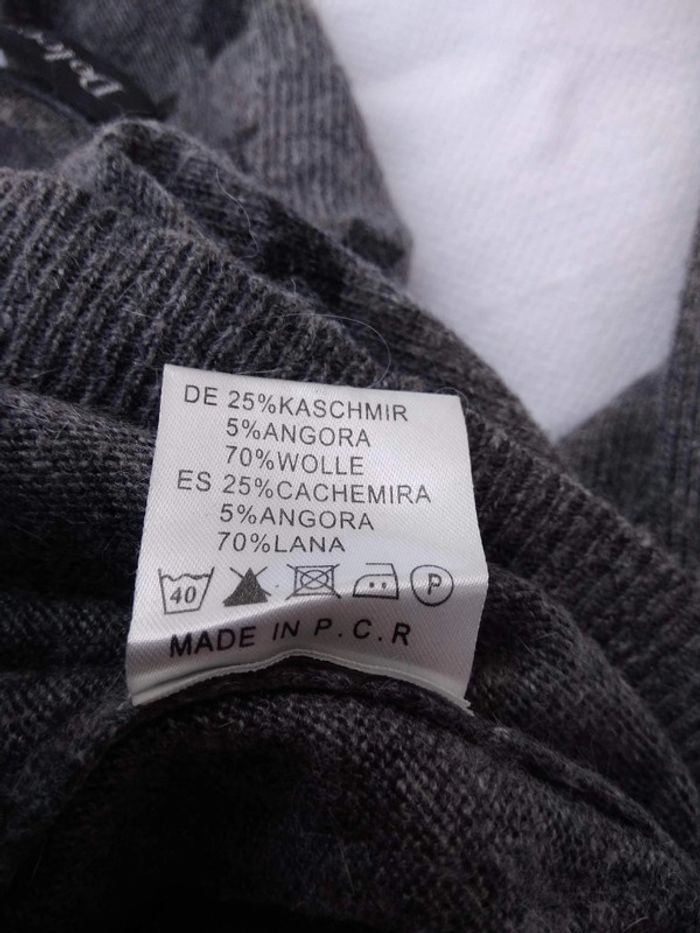 DE 25%KASCHMIR
5%ANGORA
70%WOLLE
ES 25%CACHEMIRA
5%ANGORA
70%LANA
40
P
MADE IN P.C.R